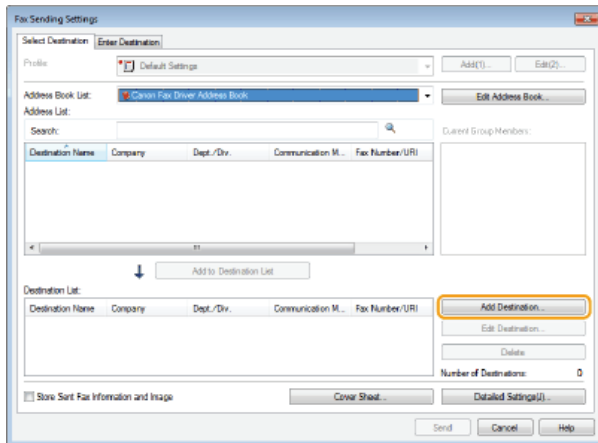 Fax Sending Settings
Select Destination Enter Destination
Profile: Default Settings Add(1)... Edit(2)...
Address Book List: Canon Fax Driver Address Book Edit Address Book...
Address List:
Search: Current Group Members:
Destination Name Company Dept./Div. Communication M... Fax Number/URI
Add to Destination List
Destination List:
Destination Name Company Dept./Div. Communication M... Fax Number/URI
Add Destination...
Edit Destination...
Delete
Number of Destinations: 0
Store Sent Fax Information and Image Cover Sheet... Detailed Settings(J)...
Send Cancel Help